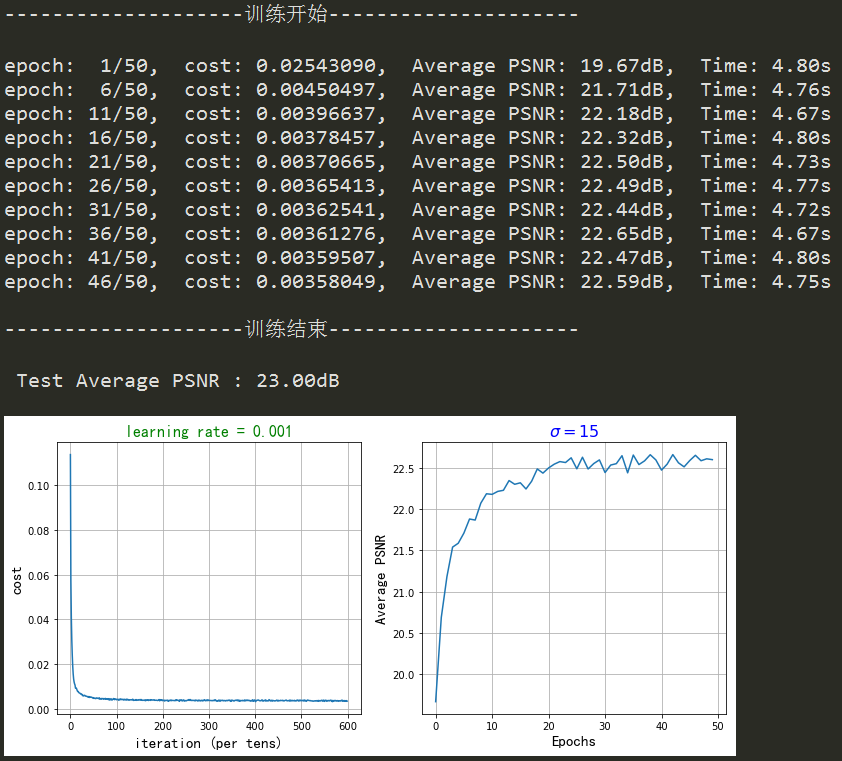 --------------------训练开始---------------------
epoch:  1/50,  cost: 0.02543090,  Average PSNR: 19.67dB,  Time: 4.80s
epoch:  6/50,  cost: 0.00450497,  Average PSNR: 21.71dB,  Time: 4.76s
epoch: 11/50,  cost: 0.00396637,  Average PSNR: 22.18dB,  Time: 4.67s
epoch: 16/50,  cost: 0.00378457,  Average PSNR: 22.32dB,  Time: 4.80s
epoch: 21/50,  cost: 0.00370665,  Average PSNR: 22.50dB,  Time: 4.73s
epoch: 26/50,  cost: 0.00365413,  Average PSNR: 22.49dB,  Time: 4.77s
epoch: 31/50,  cost: 0.00362541,  Average PSNR: 22.44dB,  Time: 4.72s
epoch: 36/50,  cost: 0.00361276,  Average PSNR: 22.65dB,  Time: 4.67s
epoch: 41/50,  cost: 0.00359507,  Average PSNR: 22.47dB,  Time: 4.80s
epoch: 46/50,  cost: 0.00358049,  Average PSNR: 22.59dB,  Time: 4.75s
--------------------训练结束---------------------
Test Average PSNR : 23.00dB
learning rate = 0.001
cost
0.10
0.08
0.06
0.04
0.02
0.00
0 100 200 300 400 500 600
iteration (per tens)
σ = 15
Average PSNR
22.5
22.0
21.5
21.0
20.5
20.0
0 10 20 30 40 50
Epochs